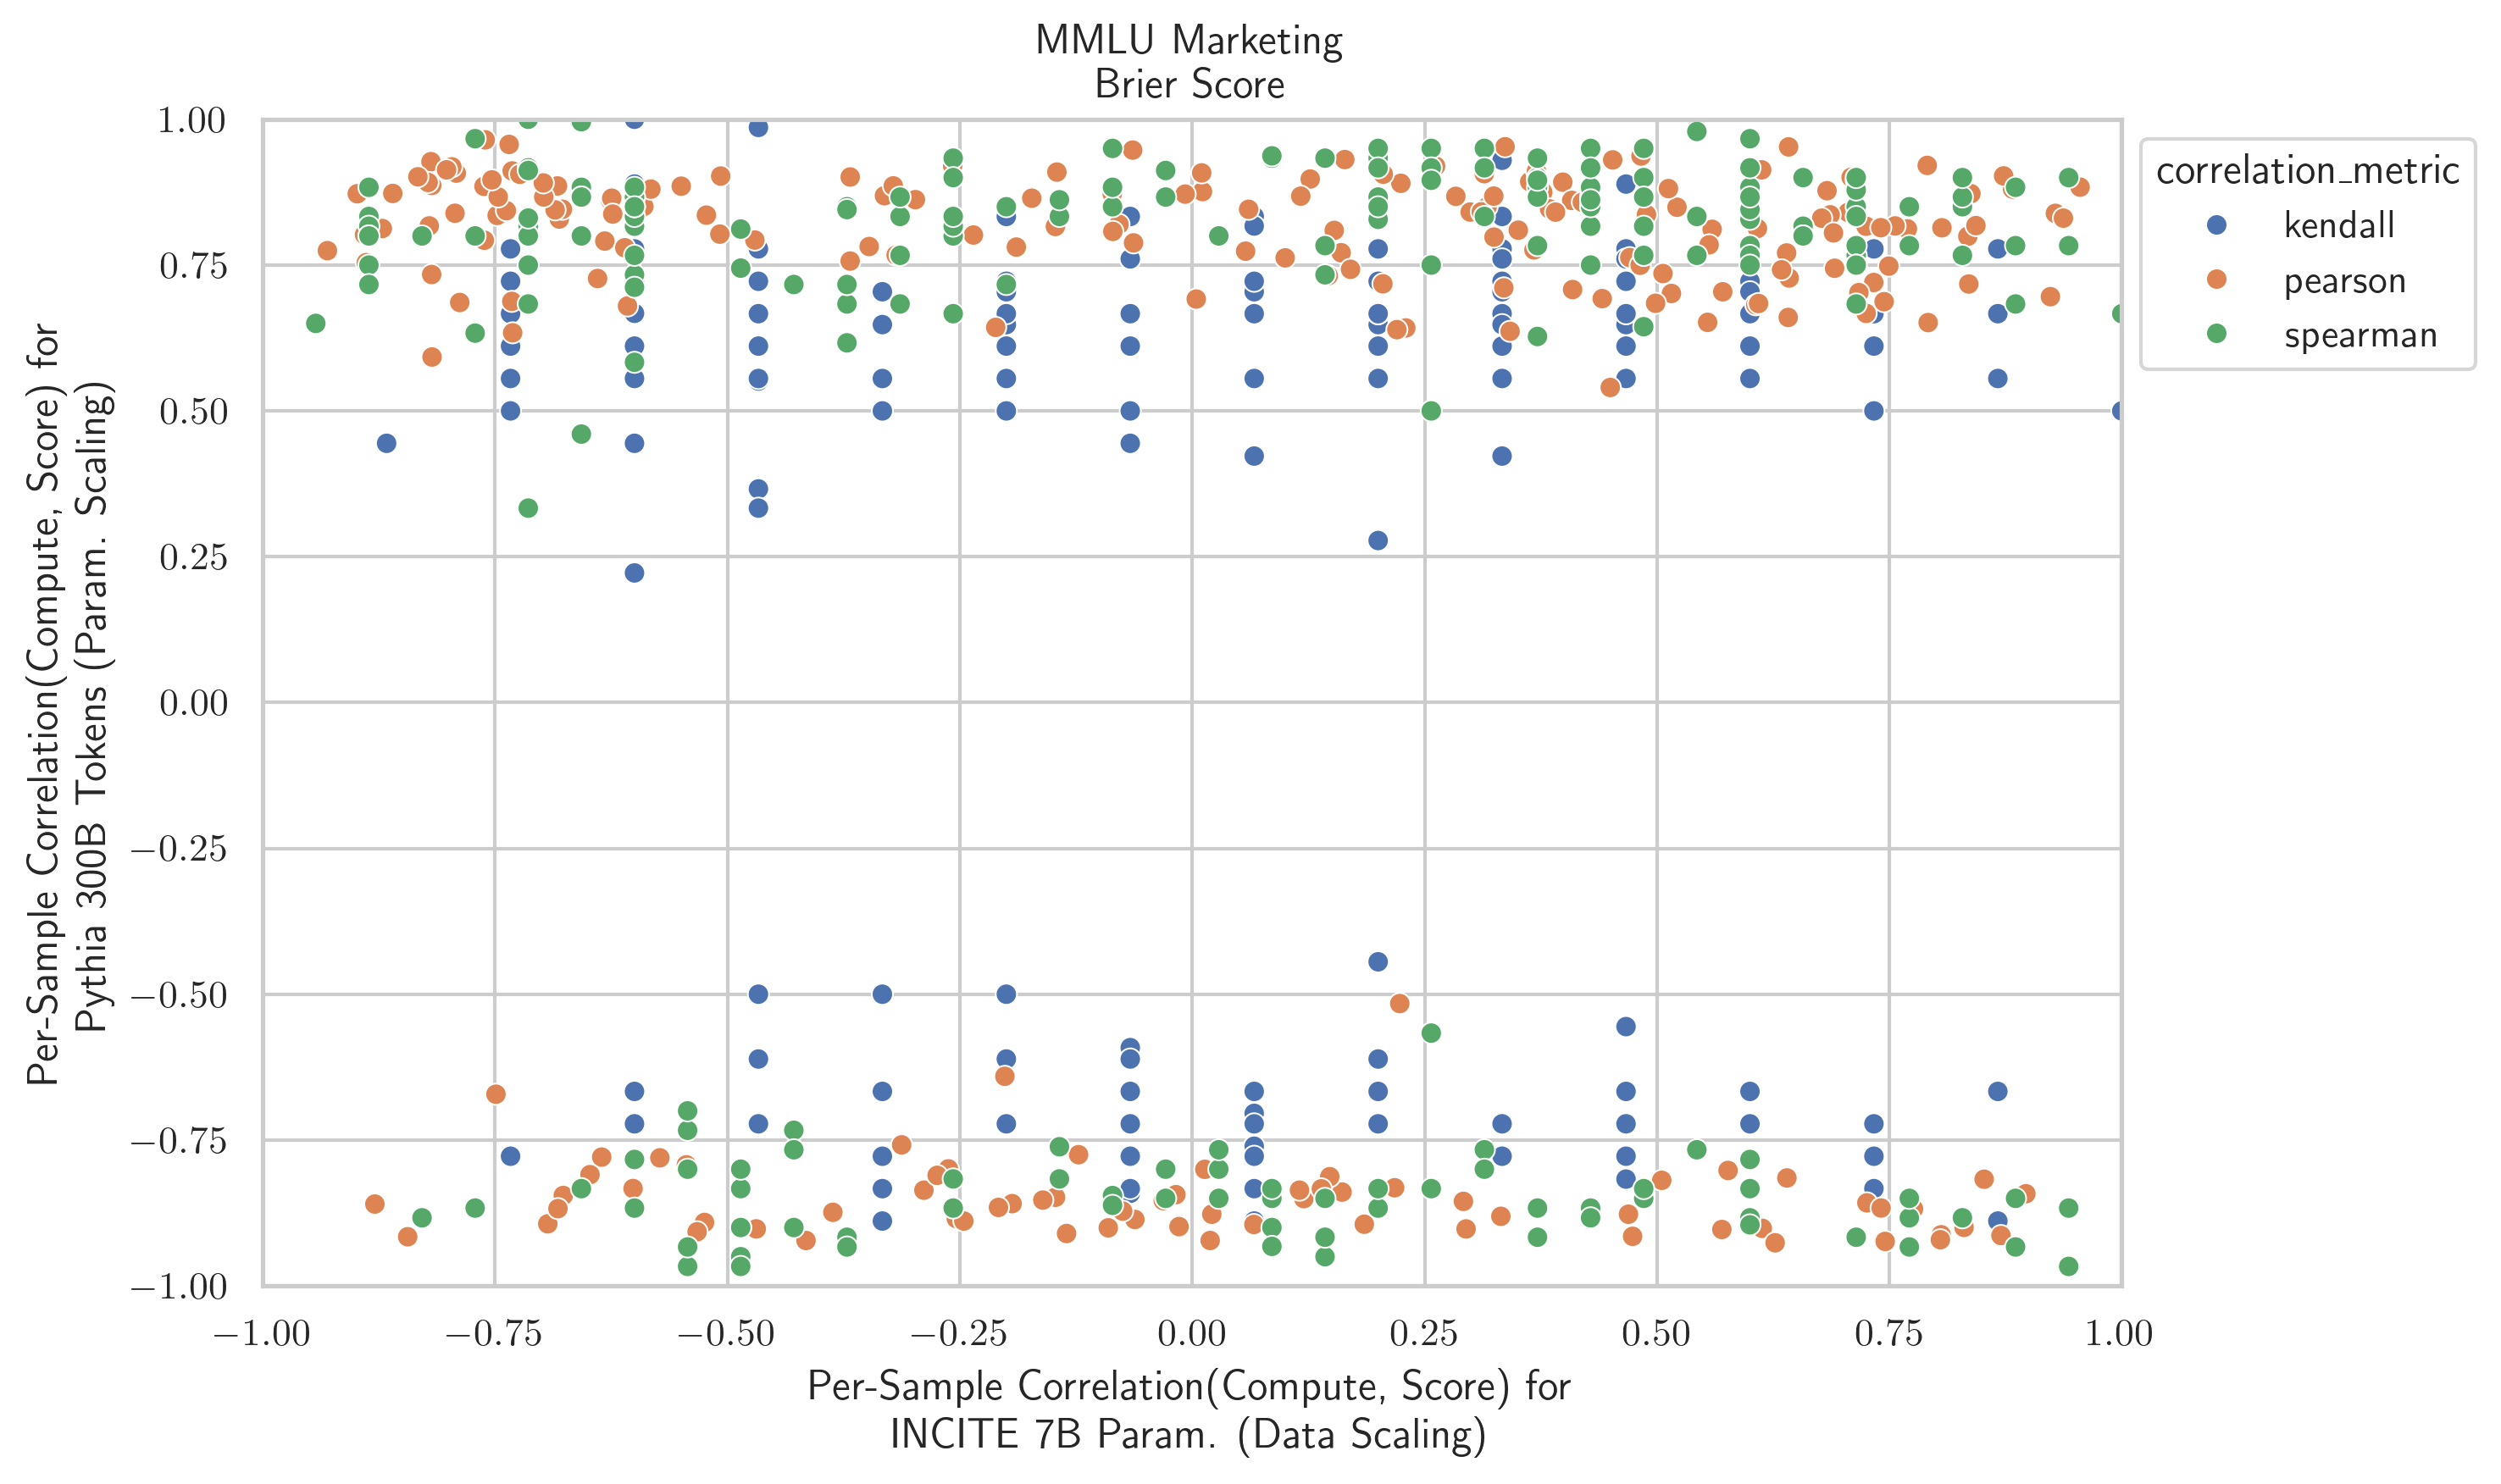 MMLU Marketing
Brier Score
correlation_metric
kendall
pearson
spearman
Per-Sample Correlation(Compute, Score) for
Pythia 300B Tokens (Param. Scaling)
1.00
0.75
0.50
0.25
0.00
−0.25
−0.50
−0.75
−1.00
−1.00 −0.75 −0.50 −0.25 0.00 0.25 0.50 0.75 1.00
Per-Sample Correlation(Compute, Score) for
INCITE 7B Param. (Data Scaling)